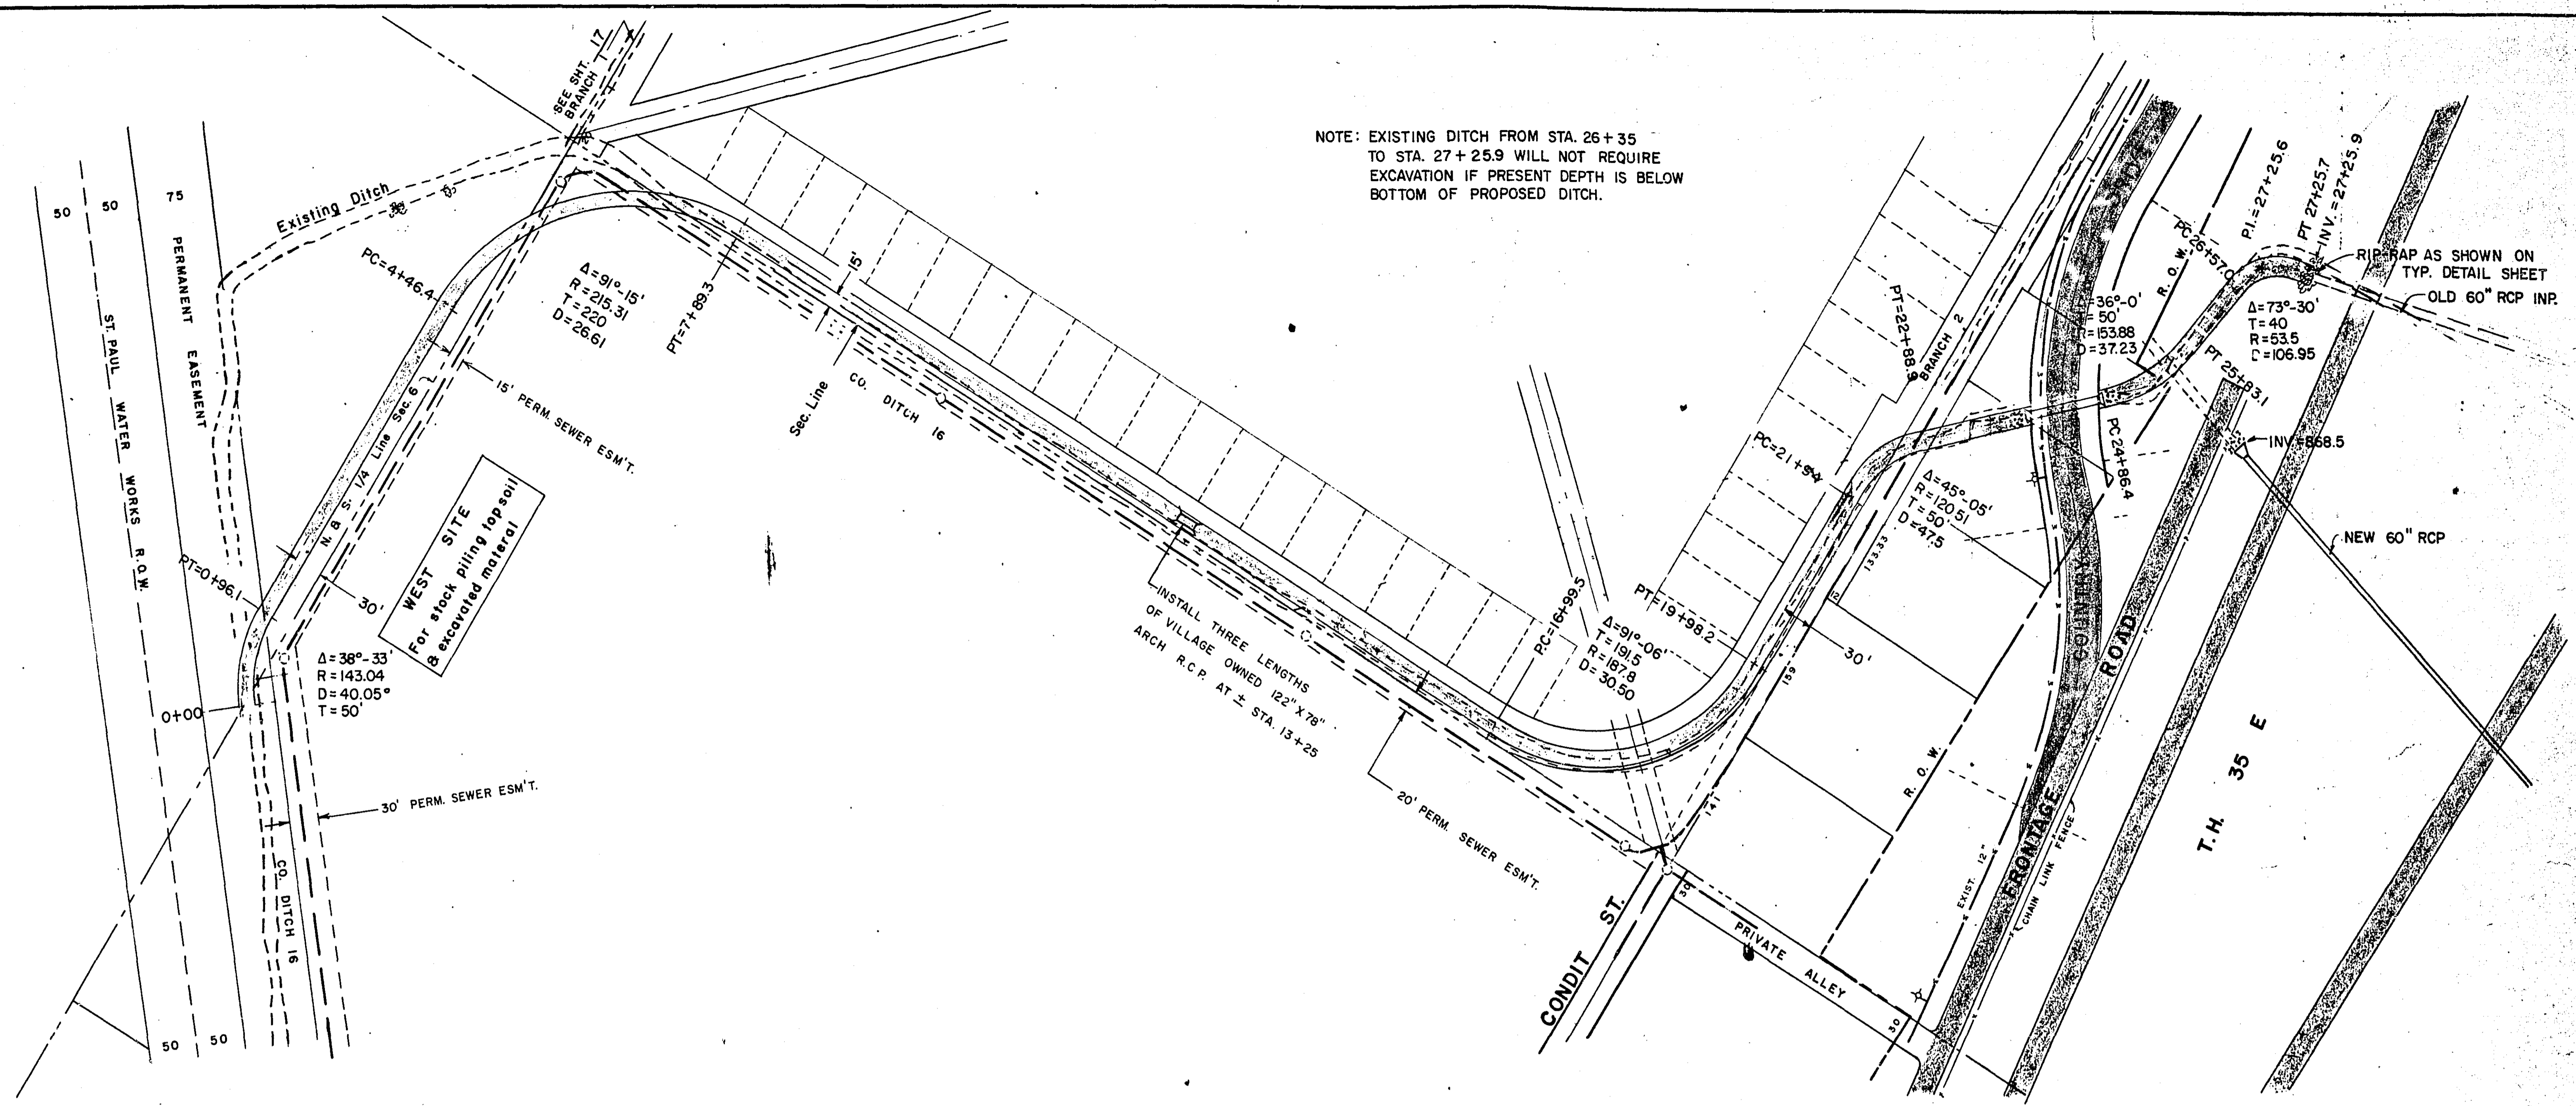 SEE SHT. 17
BRANCH 1
50
50
75
PERMANENT EASEMENT
ST. PAUL WATER WORKS R.O.W.
Existing Ditch
PC=4+46.4
Δ=91°-15'
R=215.31
T=220
D=26.61
PT=7+89.3
15'
Sec. Line
CO. DITCH 16
15' PERM. SEWER ESM'T.
N. & S. 1/4 Line Sec. 6
WEST SITE
For stock piling topsoil
& excavated material
PT=0+96.1
30'
Δ=38°-33'
R=143.04
D=40.05°
T=50'
0+00
30' PERM. SEWER ESM'T.
CO. DITCH 16
50
50
NOTE: EXISTING DITCH FROM STA. 26+35
TO STA. 27+25.9 WILL NOT REQUIRE
EXCAVATION IF PRESENT DEPTH IS BELOW
BOTTOM OF PROPOSED DITCH.
INSTALL THREE LENGTHS
OF VILLAGE OWNED 122" X 78"
ARCH R.C.P. AT ± STA. 13+25
20' PERM. SEWER ESM'T.
P.C=16+99.5
Δ=91°-06'
T=191.5
R=187.8
D=30.50
PT=19+98.2
30'
159
141
133.33
12
PC=21+94
PT=22+88.9
BRANCH 2
Δ=45°-05'
R=120.51
T=50'
D=47.5
PC 24+86.4
36°-0'
50'
R=153.88
D=37.23
PT 25+83.1
PC 26+57.0
R.O.W.
P.I.=27+25.6
PT 27+25.7
INV.=27+25.9
RIP-RAP AS SHOWN ON
TYP. DETAIL SHEET
OLD 60" RCP INP.
Δ=73°-30'
T=40
R=53.5
D=106.95
INV=868.5
NEW 60" RCP
COUNTY ROAD
T.H. 35 E
R.O.W.
EXIST. 12"
FRONTAGE
CHAIN LINK FENCE
CONDIT ST.
30
PRIVATE ALLEY
30